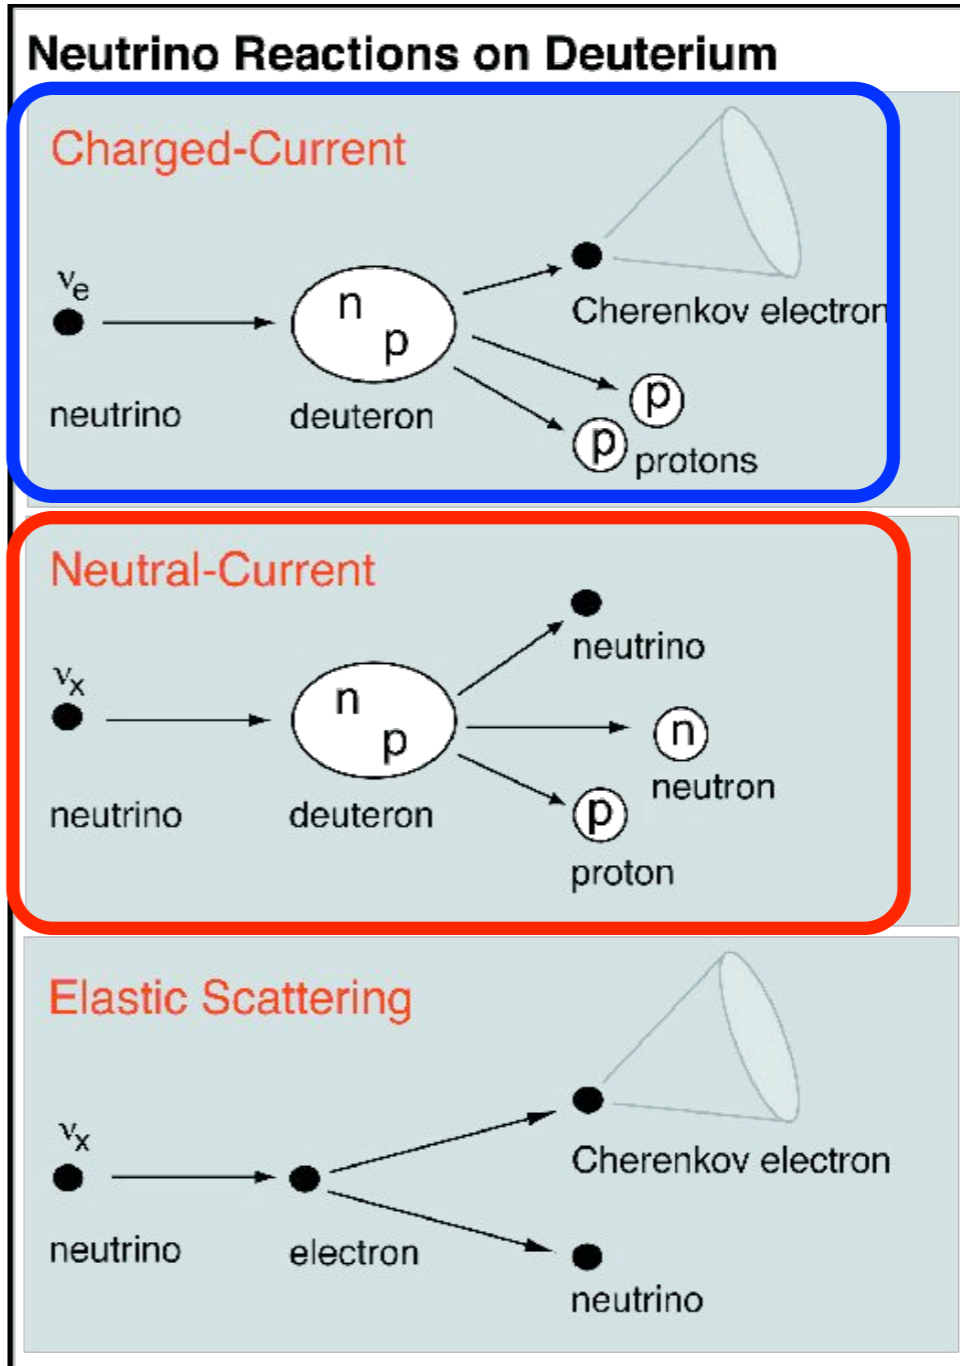 Neutrino Reactions on Deuterium
Charged-Current
νe
n
p
Cherenkov electron
p
p
neutrino
deuteron
protons
Neutral-Current
neutrino
νx
n
p
n
neutron
neutrino
deuteron
p
proton
Elastic Scattering
νx
Cherenkov electron
neutrino
electron
neutrino